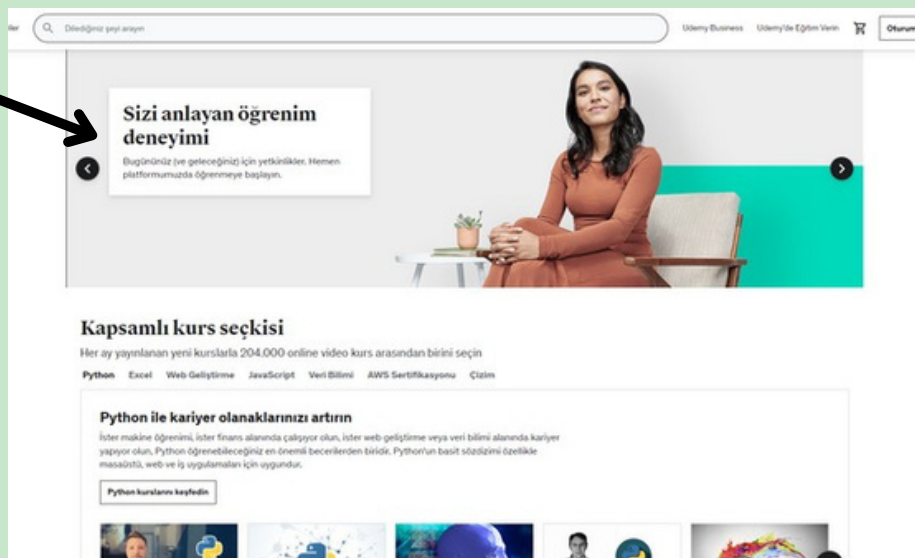 Dilediğiniz şeyi arayın
Udemy Business
Udemy'de Eğitim Verin
Oturum
Sizi anlayan öğrenim
deneyimi
Bugününüz (ve geleceğiniz) için yetkinlikler. Hemen
platformumuzda öğrenmeye başlayın.
Kapsamlı kurs seçkisi
Her ay yayınlanan yeni kurslarla 204.000 online video kurs arasından birini seçin
Python Excel Web Geliştirme JavaScript Veri Bilimi AWS Sertifikasyonu Çizim
Python ile kariyer olanaklarınızı artırın
İster makine öğrenimi, ister finans alanında çalışıyor olun, ister web geliştirme veya veri bilimi alanında kariyer
yapıyor olun, Python öğrenebileceğiniz en önemli becerilerden biridir. Python'un basit sözdizimi özellikle
masaüstü, web ve iş uygulamaları için uygundur.
Python kurslarını keşfedin